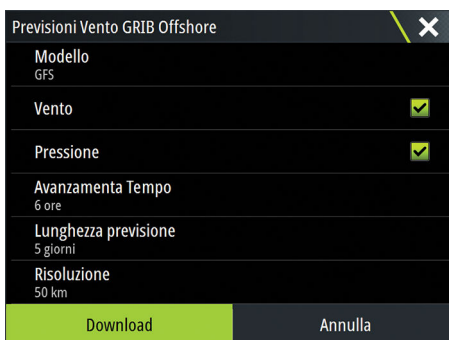 Previsioni Vento GRIB Offshore
Modello
GFS
Vento
Pressione
Avanzamenta Tempo
6 ore
Lunghezza previsione
5 giorni
Risoluzione
50 km
Download Annulla